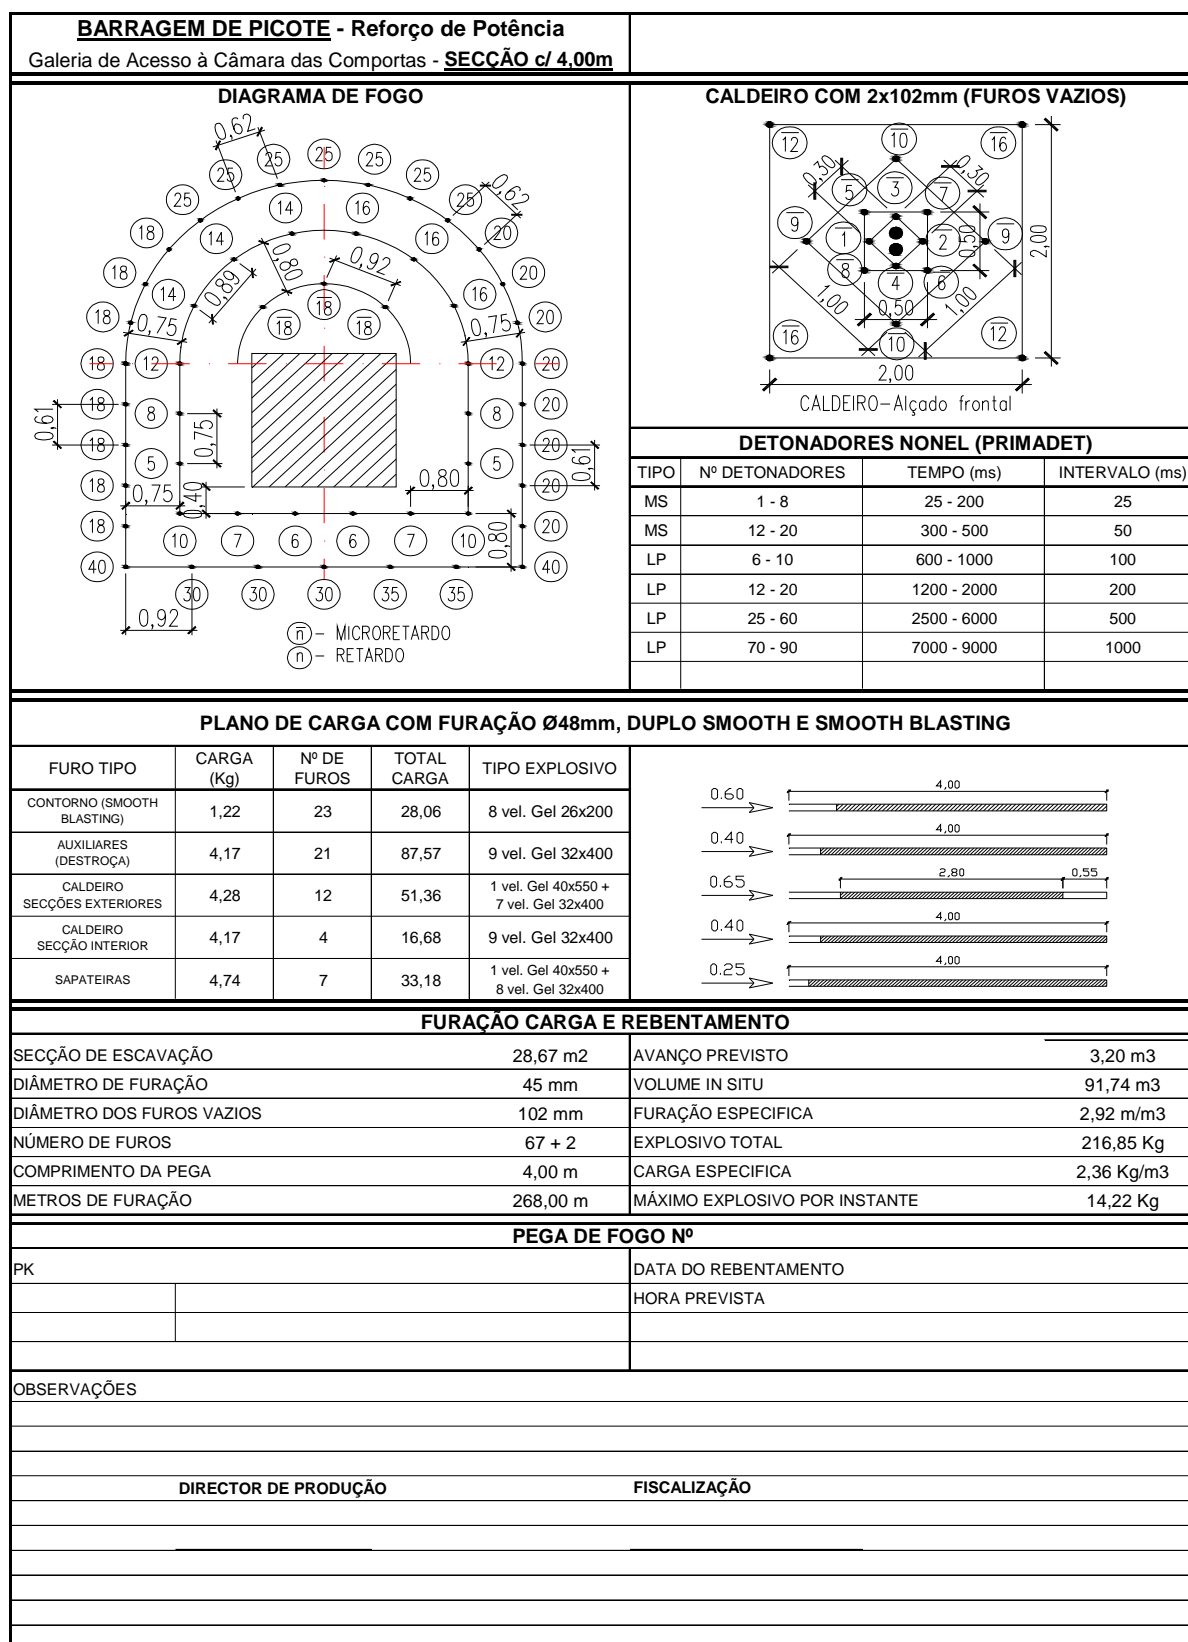 BARRAGEM DE PICOTE - Reforço de Potência
Galeria de Acesso à Câmara das Comportas - SECÇÃO c/ 4,00m
DIAGRAMA DE FOGO
0,62
25 25 25 25 25
25 25
25 25
0,62
18 20
14 16
14 16
18 20
14 16
0,80
0,92
0,89
18
18 18
18 20
0,75 0,75
18 12 12 20
18 8 8 20
0,61
0,75
18 20
0,61
5 5
18 20
0,75 0,40 0,80
18 20
10 7 6 6 7 10
0,80
40 40
30 30 30 35 35
0,92
n - MICRORETARDO
n - RETARDO
CALDEIRO COM 2x102mm (FUROS VAZIOS)
12 10 16
0,30 0,30
5 3 7
9 1 2 9
0,50
2,00
8 4 6
1,00 0,50 1,00
16 10 12
2,00
CALDEIRO-Alçado frontal
DETONADORES NONEL (PRIMADET)
TIPO Nº DETONADORES TEMPO (ms) INTERVALO (ms)
MS 1 - 8 25 - 200 25
MS 12 - 20 300 - 500 50
LP 6 - 10 600 - 1000 100
LP 12 - 20 1200 - 2000 200
LP 25 - 60 2500 - 6000 500
LP 70 - 90 7000 - 9000 1000
PLANO DE CARGA COM FURAÇÃO Ø48mm, DUPLO SMOOTH E SMOOTH BLASTING
FURO TIPO CARGA (Kg) Nº DE FUROS TOTAL CARGA TIPO EXPLOSIVO
CONTORNO (SMOOTH BLASTING) 1,22 23 28,06 8 vel. Gel 26x200
0.60 4,00
AUXILIARES (DESTROÇA) 4,17 21 87,57 9 vel. Gel 32x400
0.40 4,00
CALDEIRO SECÇÕES EXTERIORES 4,28 12 51,36 1 vel. Gel 40x550 + 7 vel. Gel 32x400
0.65 2,80 0,55
CALDEIRO SECÇÃO INTERIOR 4,17 4 16,68 9 vel. Gel 32x400
0.40 4,00
SAPATEIRAS 4,74 7 33,18 1 vel. Gel 40x550 + 8 vel. Gel 32x400
0.25 4,00
FURAÇÃO CARGA E REBENTAMENTO
SECÇÃO DE ESCAVAÇÃO 28,67 m2 AVANÇO PREVISTO 3,20 m3
DIÂMETRO DE FURAÇÃO 45 mm VOLUME IN SITU 91,74 m3
DIÂMETRO DOS FUROS VAZIOS 102 mm FURAÇÃO ESPECIFICA 2,92 m/m3
NÚMERO DE FUROS 67 + 2 EXPLOSIVO TOTAL 216,85 Kg
COMPRIMENTO DA PEGA 4,00 m CARGA ESPECIFICA 2,36 Kg/m3
METROS DE FURAÇÃO 268,00 m MÁXIMO EXPLOSIVO POR INSTANTE 14,22 Kg
PEGA DE FOGO Nº
PK DATA DO REBENTAMENTO
HORA PREVISTA
OBSERVAÇÕES
DIRECTOR DE PRODUÇÃO FISCALIZAÇÃO